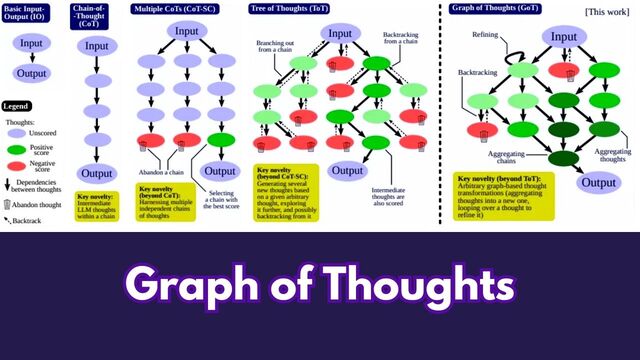 Basic Input-
Output (IO)
Input
Output
Legend
Thoughts:
Unscored
Positive
score
Negative
score
Dependencies
between thoughts
Abandon thought
Backtrack
Chain-of-
-Thought
(CoT)
Input
Output
Key novelty:
Intermediate
LLM thoughts
within a chain
Multiple CoTs (CoT-SC)
Input
Abandon a chain
Output
Selecting
a chain with
the best score
Key novelty
(beyond CoT):
Harnessing multiple
independent chains
of thoughts
Tree of Thoughts (ToT)
Branching out
from a chain
Input
Backtracking
from a chain
Output
Intermediate
thoughts are
also scored
Key novelty
(beyond CoT-SC):
Generating several
new thoughts based
on a given arbitrary
thought, exploring
it further, and possibly
backtracking from it
Graph of Thoughts (GoT)
[This work]
Refining
Input
Backtracking
Aggregating
chains
Aggregating
thoughts
Output
Key novelty (beyond ToT):
Arbitrary graph-based thought
transformations (aggregating
thoughts into a new one,
looping over a thought to
refine it)
Graph of Thoughts